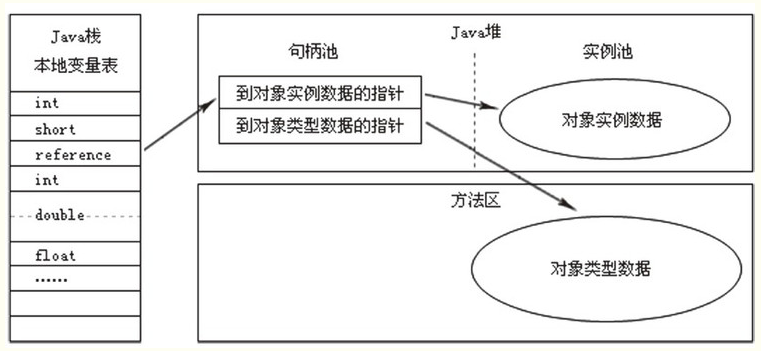 Java栈
本地变量表
int
short
reference
int
double
float
......
Java堆
句柄池
实例池
到对象实例数据的指针
到对象类型数据的指针
对象实例数据
方法区
对象类型数据